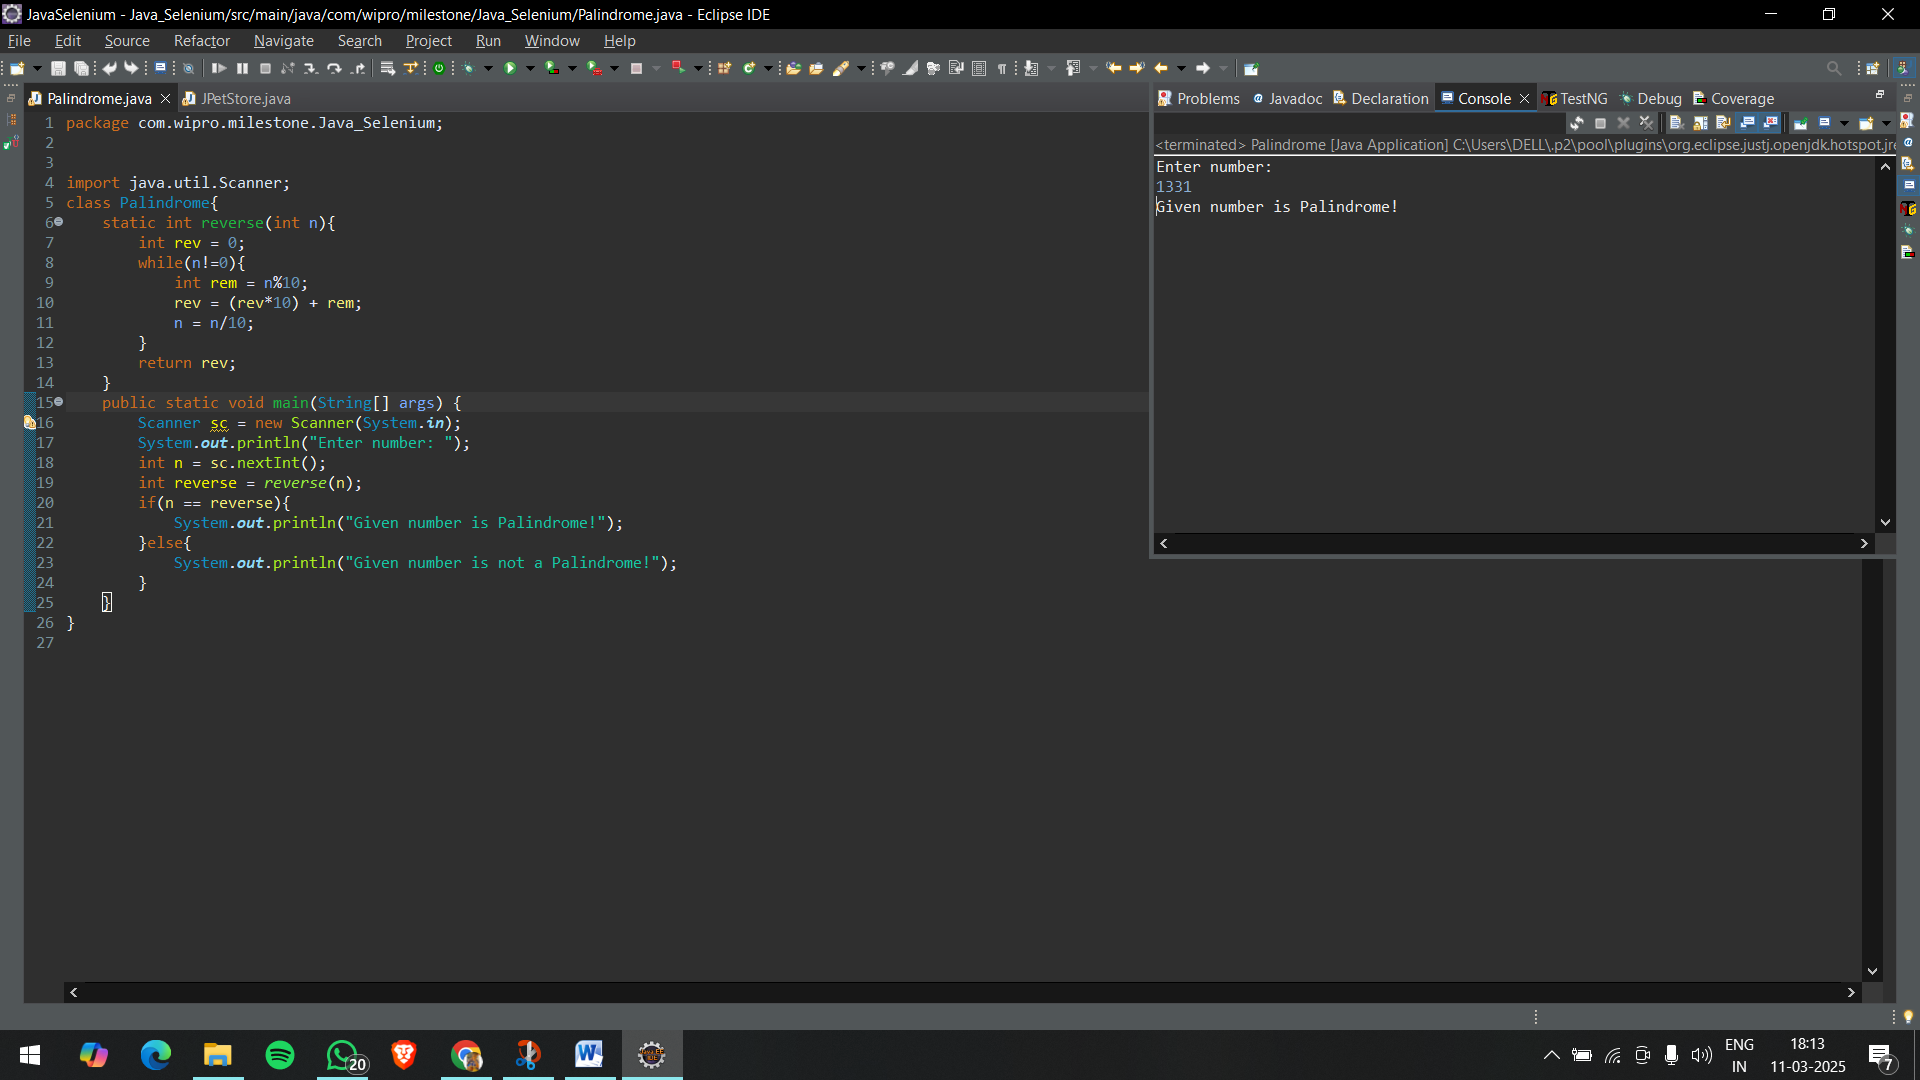 JavaSelenium - Java_Selenium/src/main/java/com/wipro/milestone/Java_Selenium/Palindrome.java - Eclipse IDE
File Edit Source Refactor Navigate Search Project Run Window Help
Palindrome.java JPetStore.java
1 package com.wipro.milestone.Java_Selenium;
2
3
4 import java.util.Scanner;
5 class Palindrome{
6 static int reverse(int n){
7 int rev = 0;
8 while(n!=0){
9 int rem = n%10;
10 rev = (rev*10) + rem;
11 n = n/10;
12 }
13 return rev;
14 }
15 public static void main(String[] args) {
16 Scanner sc = new Scanner(System.in);
17 System.out.println("Enter number: ");
18 int n = sc.nextInt();
19 int reverse = reverse(n);
20 if(n == reverse){
21 System.out.println("Given number is Palindrome!");
22 }else{
23 System.out.println("Given number is not a Palindrome!");
24 }
25 }
26 }
27
Problems Javadoc Declaration Console TestNG Debug Coverage
<terminated> Palindrome [Java Application] C:\Users\DELL\.p2\pool\plugins\org.eclipse.justj.openjdk.hotspot.jre
Enter number:
1331
Given number is Palindrome!
20
ENG
IN
18:13
11-03-2025
7